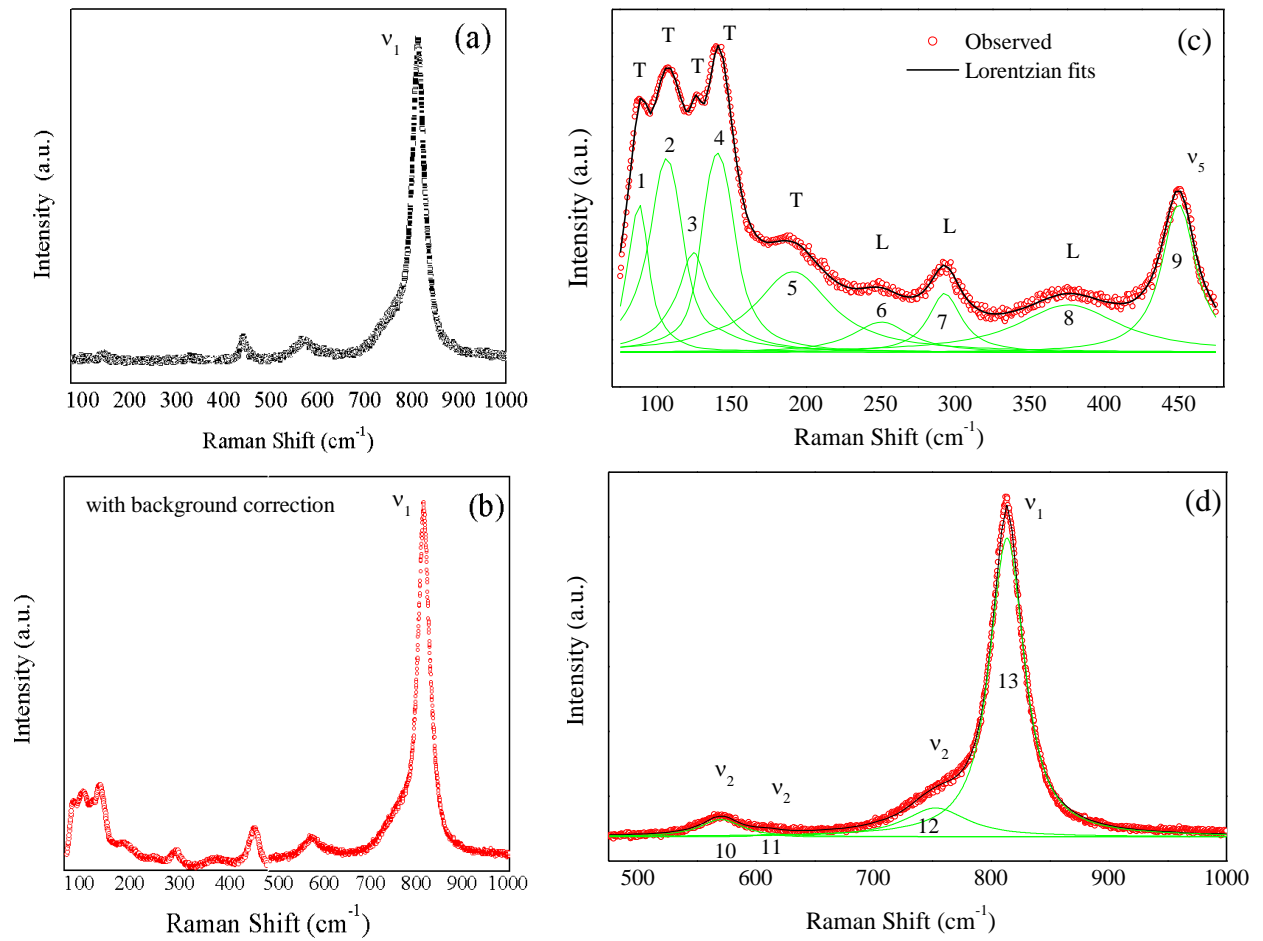 (a)
ν1
Intensity (a.u.)
100 200 300 400 500 600 700 800 900 1000
Raman Shift (cm-1)
(c)
T T T T
Observed
Lorentzian fits
1 2 3 4
T
L
L
L
ν5
5 6 7 8 9
Intensity (a.u.)
100 150 200 250 300 350 400 450
Raman Shift (cm-1)
(b)
with background correction
ν1
Intensity (a.u.)
100 200 300 400 500 600 700 800 900 1000
Raman Shift (cm-1)
(d)
ν1
13
ν2
ν2
ν2
12
10
11
Intensity (a.u.)
500 600 700 800 900 1000
Raman Shift (cm-1)